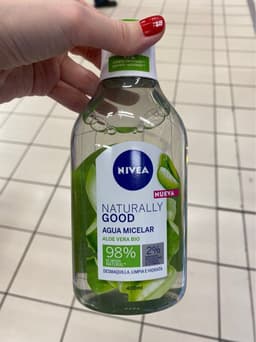 NIVEA
NUEVA
NATURALLY
GOOD
AGUA MICELAR
ALOE VERA BIO
98%
2%
DESMAQUILLA, LIMPIA E HIDRATA
400ml